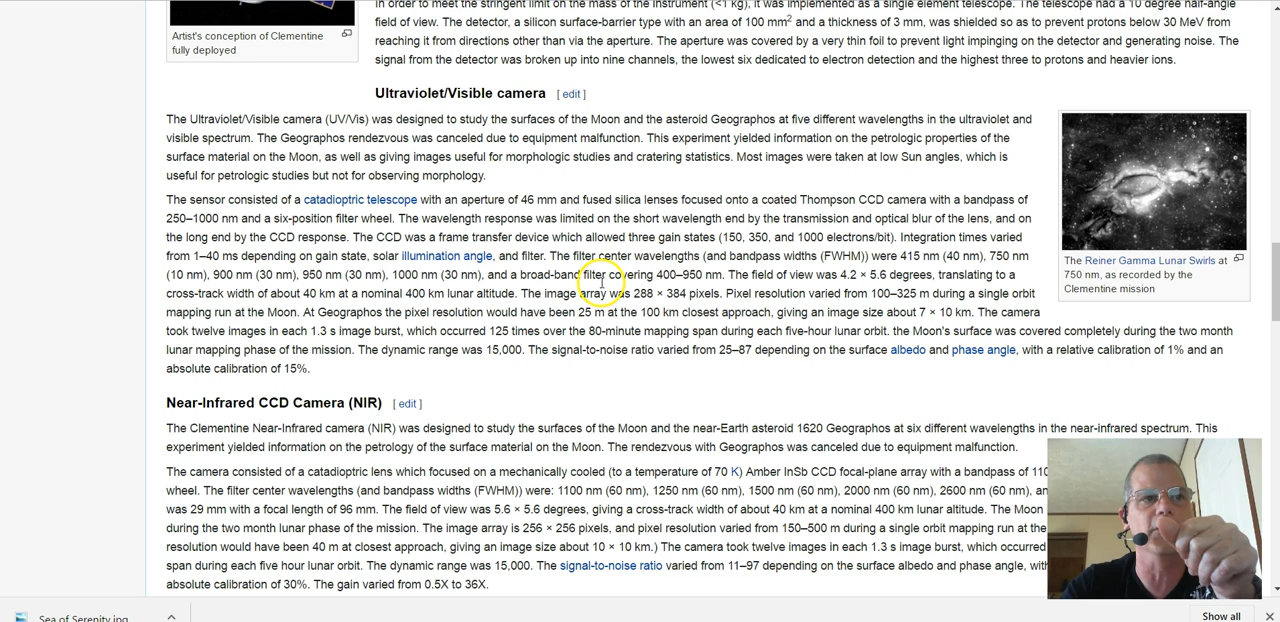 in order to meet the stringent limit on the mass of the instrument (<1 kg), it was implemented as a single element telescope. The telescope had a 10 degree half-angle
field of view. The detector, a silicon surface-barrier type with an area of 100 mm2 and a thickness of 3 mm, was shielded so as to prevent protons below 30 MeV from
reaching it from directions other than via the aperture. The aperture was covered by a very thin foil to prevent light impinging on the detector and generating noise. The
signal from the detector was broken up into nine channels, the lowest six dedicated to electron detection and the highest three to protons and heavier ions.
Artist's conception of Clementine
fully deployed
Ultraviolet/Visible camera [ edit ]
The Ultraviolet/Visible camera (UV/Vis) was designed to study the surfaces of the Moon and the asteroid Geographos at five different wavelengths in the ultraviolet and
visible spectrum. The Geographos rendezvous was canceled due to equipment malfunction. This experiment yielded information on the petrologic properties of the
surface material on the Moon, as well as giving images useful for morphologic studies and cratering statistics. Most images were taken at low Sun angles, which is
useful for petrologic studies but not for observing morphology.
The sensor consisted of a catadioptric telescope with an aperture of 46 mm and fused silica lenses focused onto a coated Thompson CCD camera with a bandpass of
250–1000 nm and a six-position filter wheel. The wavelength response was limited on the short wavelength end by the transmission and optical blur of the lens, and on
the long end by the CCD response. The CCD was a frame transfer device which allowed three gain states (150, 350, and 1000 electrons/bit). Integration times varied
from 1–40 ms depending on gain state, solar illumination angle, and filter. The filter center wavelengths (and bandpass widths (FWHM)) were 415 nm (40 nm), 750 nm
(10 nm), 900 nm (30 nm), 950 nm (30 nm), 1000 nm (30 nm), and a broad-band filter covering 400–950 nm. The field of view was 4.2 × 5.6 degrees, translating to a
cross-track width of about 40 km at a nominal 400 km lunar altitude. The image array was 288 × 384 pixels. Pixel resolution varied from 100–325 m during a single orbit
mapping run at the Moon. At Geographos the pixel resolution would have been 25 m at the 100 km closest approach, giving an image size about 7 × 10 km. The camera
took twelve images in each 1.3 s image burst, which occurred 125 times over the 80-minute mapping span during each five-hour lunar orbit. the Moon's surface was covered completely during the two month
lunar mapping phase of the mission. The dynamic range was 15,000. The signal-to-noise ratio varied from 25–87 depending on the surface albedo and phase angle, with a relative calibration of 1% and an
absolute calibration of 15%.
The Reiner Gamma Lunar Swirls at
750 nm, as recorded by the
Clementine mission
Near-Infrared CCD Camera (NIR) [ edit ]
The Clementine Near-Infrared camera (NIR) was designed to study the surfaces of the Moon and the near-Earth asteroid 1620 Geographos at six different wavelengths in the near-infrared spectrum. This
experiment yielded information on the petrology of the surface material on the Moon. The rendezvous with Geographos was canceled due to equipment malfunction.
The camera consisted of a catadioptric lens which focused on a mechanically cooled (to a temperature of 70 K) Amber InSb CCD focal-plane array with a bandpass of
wheel. The filter center wavelengths (and bandpass widths (FWHM)) were: 1100 nm (60 nm), 1250 nm (60 nm), 1500 nm (60 nm), 2000 nm (60 nm), 2600 nm (60 nm),
was 29 mm with a focal length of 96 mm. The field of view was 5.6 × 5.6 degrees, giving a cross-track width of about 40 km at a nominal 400 km lunar altitude. The Moon
during the two month lunar phase of the mission. The image array is 256 × 256 pixels, and pixel resolution varied from 150–500 m during a single orbit mapping run at the
resolution would have been 40 m at closest approach, giving an image size about 10 × 10 km.) The camera took twelve images in each 1.3 s image burst, which occurred
span during each five hour lunar orbit. The dynamic range was 15,000. The signal-to-noise ratio varied from 11–97 depending on the surface albedo and phase angle,
absolute calibration of 30%. The gain varied from 0.5X to 36X.
Sea of Serenity.jpg
Show all